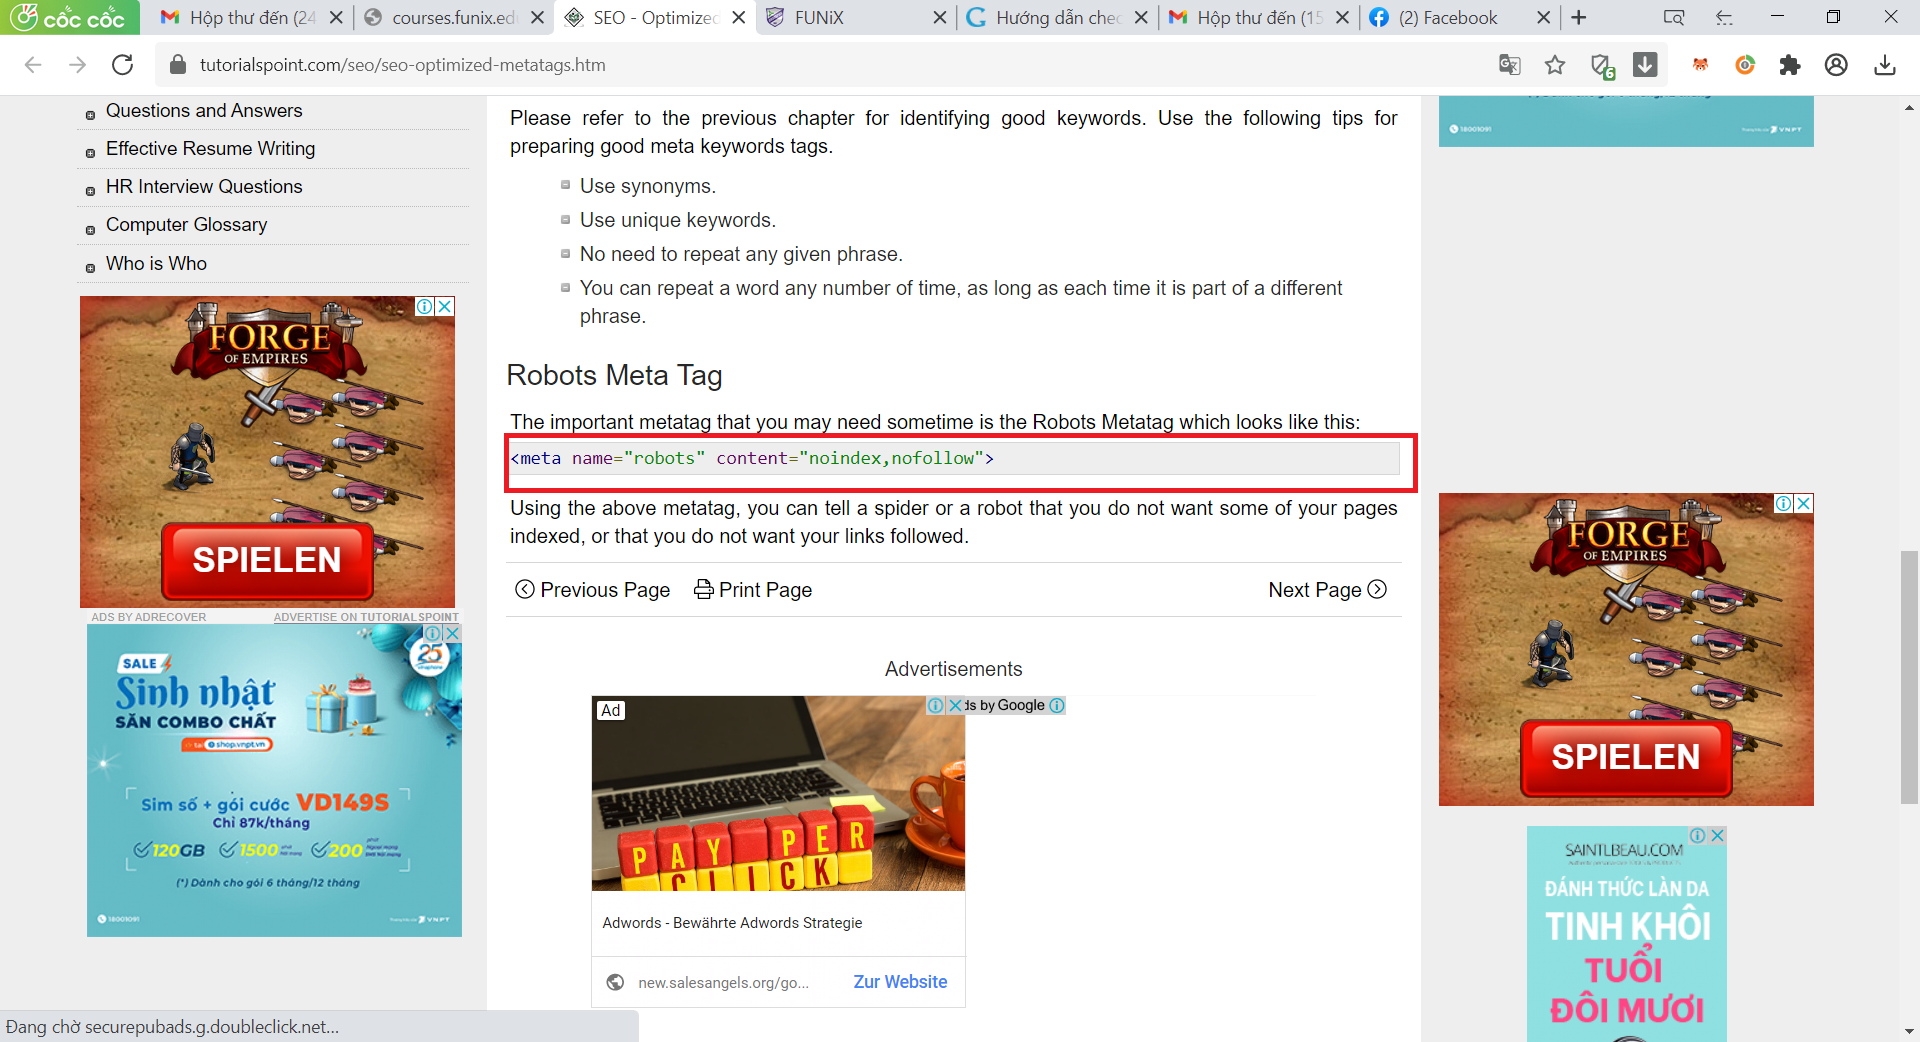 cốc cốc
Hộp thư đến (24
courses.funix.ed
SEO - Optimized
FUNiX
Hướng dẫn chec
Hộp thư đến (15
(2) Facebook
tutorialspoint.com/seo/seo-optimized-metatags.htm
6
Questions and Answers
Effective Resume Writing
HR Interview Questions
Computer Glossary
Who is Who
FORGE
OF EMPIRES
SPIELEN
ADS BY ADRECOVER
ADVERTISE ON TUTORIALSPOINT
SALE
25
Sinh nhật
SĂN COMBO CHẤT
shop.vnpt.vn
Sim số + gói cước VD149S
Chỉ 87k/tháng
120GB
1500
200
(*) Dành cho gói 6 tháng/12 tháng
18001091
VNPT
Please refer to the previous chapter for identifying good keywords. Use the following tips for
preparing good meta keywords tags.
Use synonyms.
Use unique keywords.
No need to repeat any given phrase.
You can repeat a word any number of time, as long as each time it is part of a different
phrase.
Robots Meta Tag
The important metatag that you may need sometime is the Robots Metatag which looks like this:
<meta name="robots" content="noindex,nofollow">
Using the above metatag, you can tell a spider or a robot that you do not want some of your pages
indexed, or that you do not want your links followed.
Previous Page
Print Page
Next Page
Advertisements
Ad
ds by Google
PAY PER
CLICK
Adwords - Bewährte Adwords Strategie
new.salesangels.org/go...
Zur Website
18001091
VNPT
FORGE
OF EMPIRES
SPIELEN
SAINTLBEAU.COM
ĐÁNH THỨC LÀN DA
TINH KHÔI
TUỔI
ĐÔI MƯƠI
Đang chờ securepubads.g.doubleclick.net...